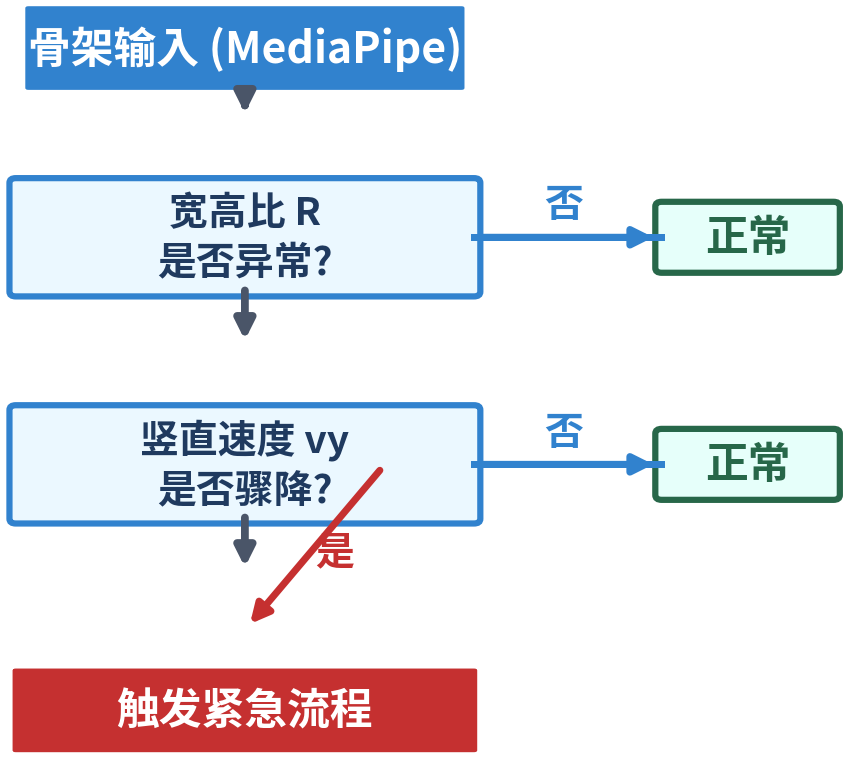 骨架输入 (MediaPipe)
宽高比 R
是否异常?
否
正常
竖直速度 vy
是否骤降?
否
正常
是
触发紧急流程